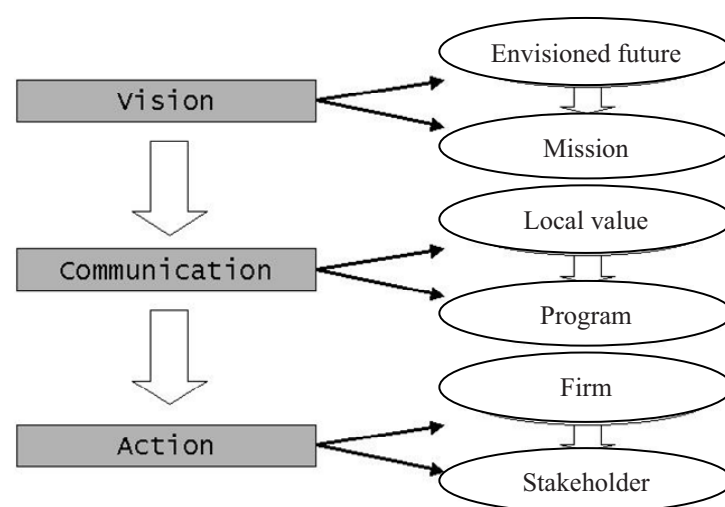 Envisioned future
Vision
Mission
Local value
Communication
Program
Firm
Action
Stakeholder